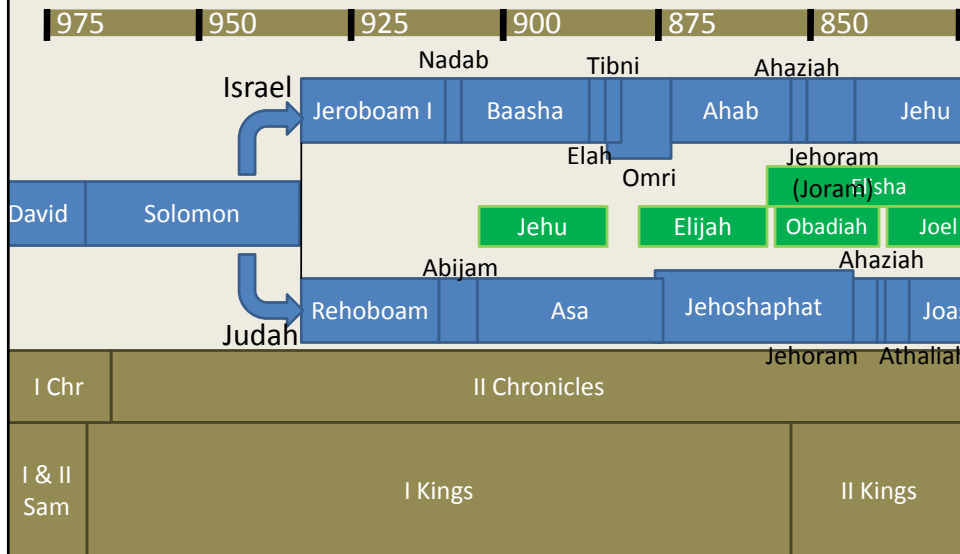 975 950 925 900 875 850
Nadab Tibni Ahaziah
Israel
Jeroboam I Baasha Ahab Jehu
Elah Jehoram
Omri
(Joram) Elisha
David Solomon
Jehu Elijah Obadiah Joel
Abijam Ahaziah
Rehoboam Asa Jehoshaphat Joas
Judah
Jehoram Athaliah
I Chr II Chronicles
I & II
Sam
I Kings II Kings